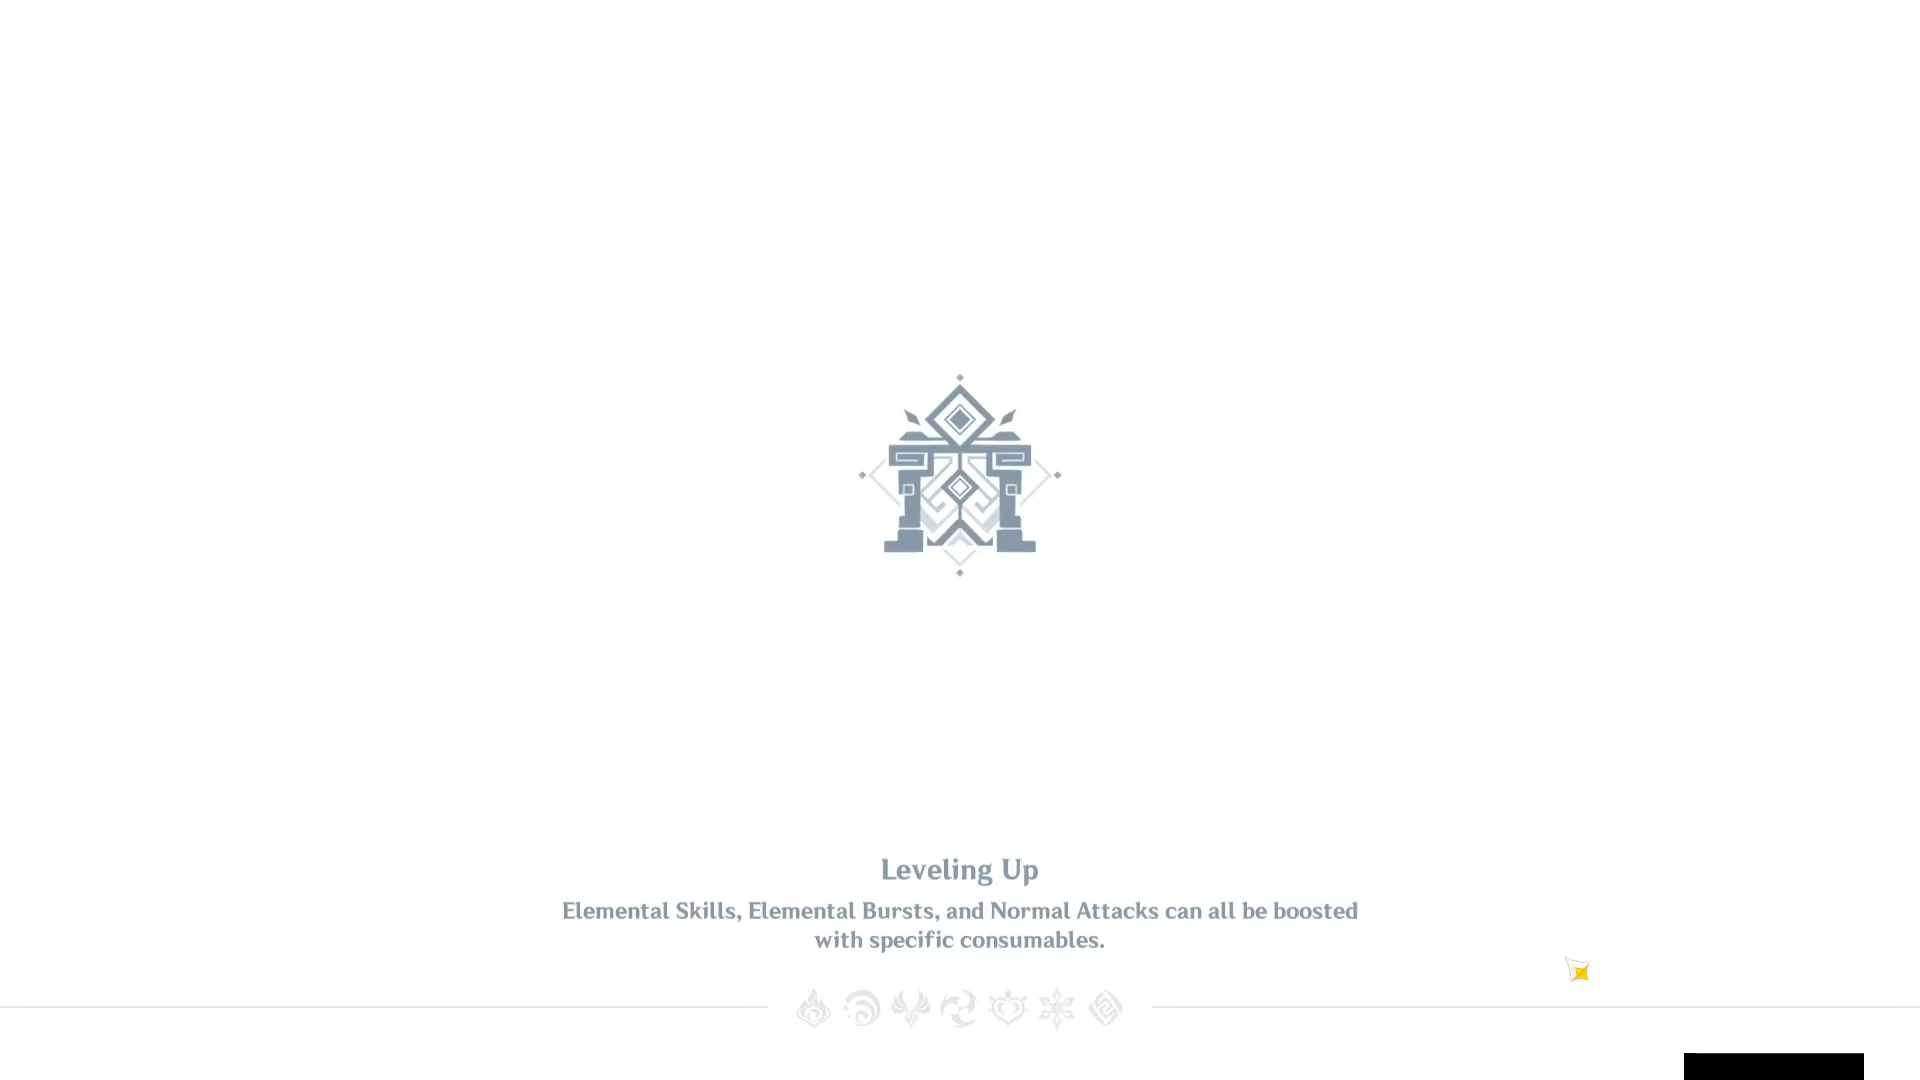 Leveling Up
Elemental Skills, Elemental Bursts, and Normal Attacks can all be boosted
with specific consumables.